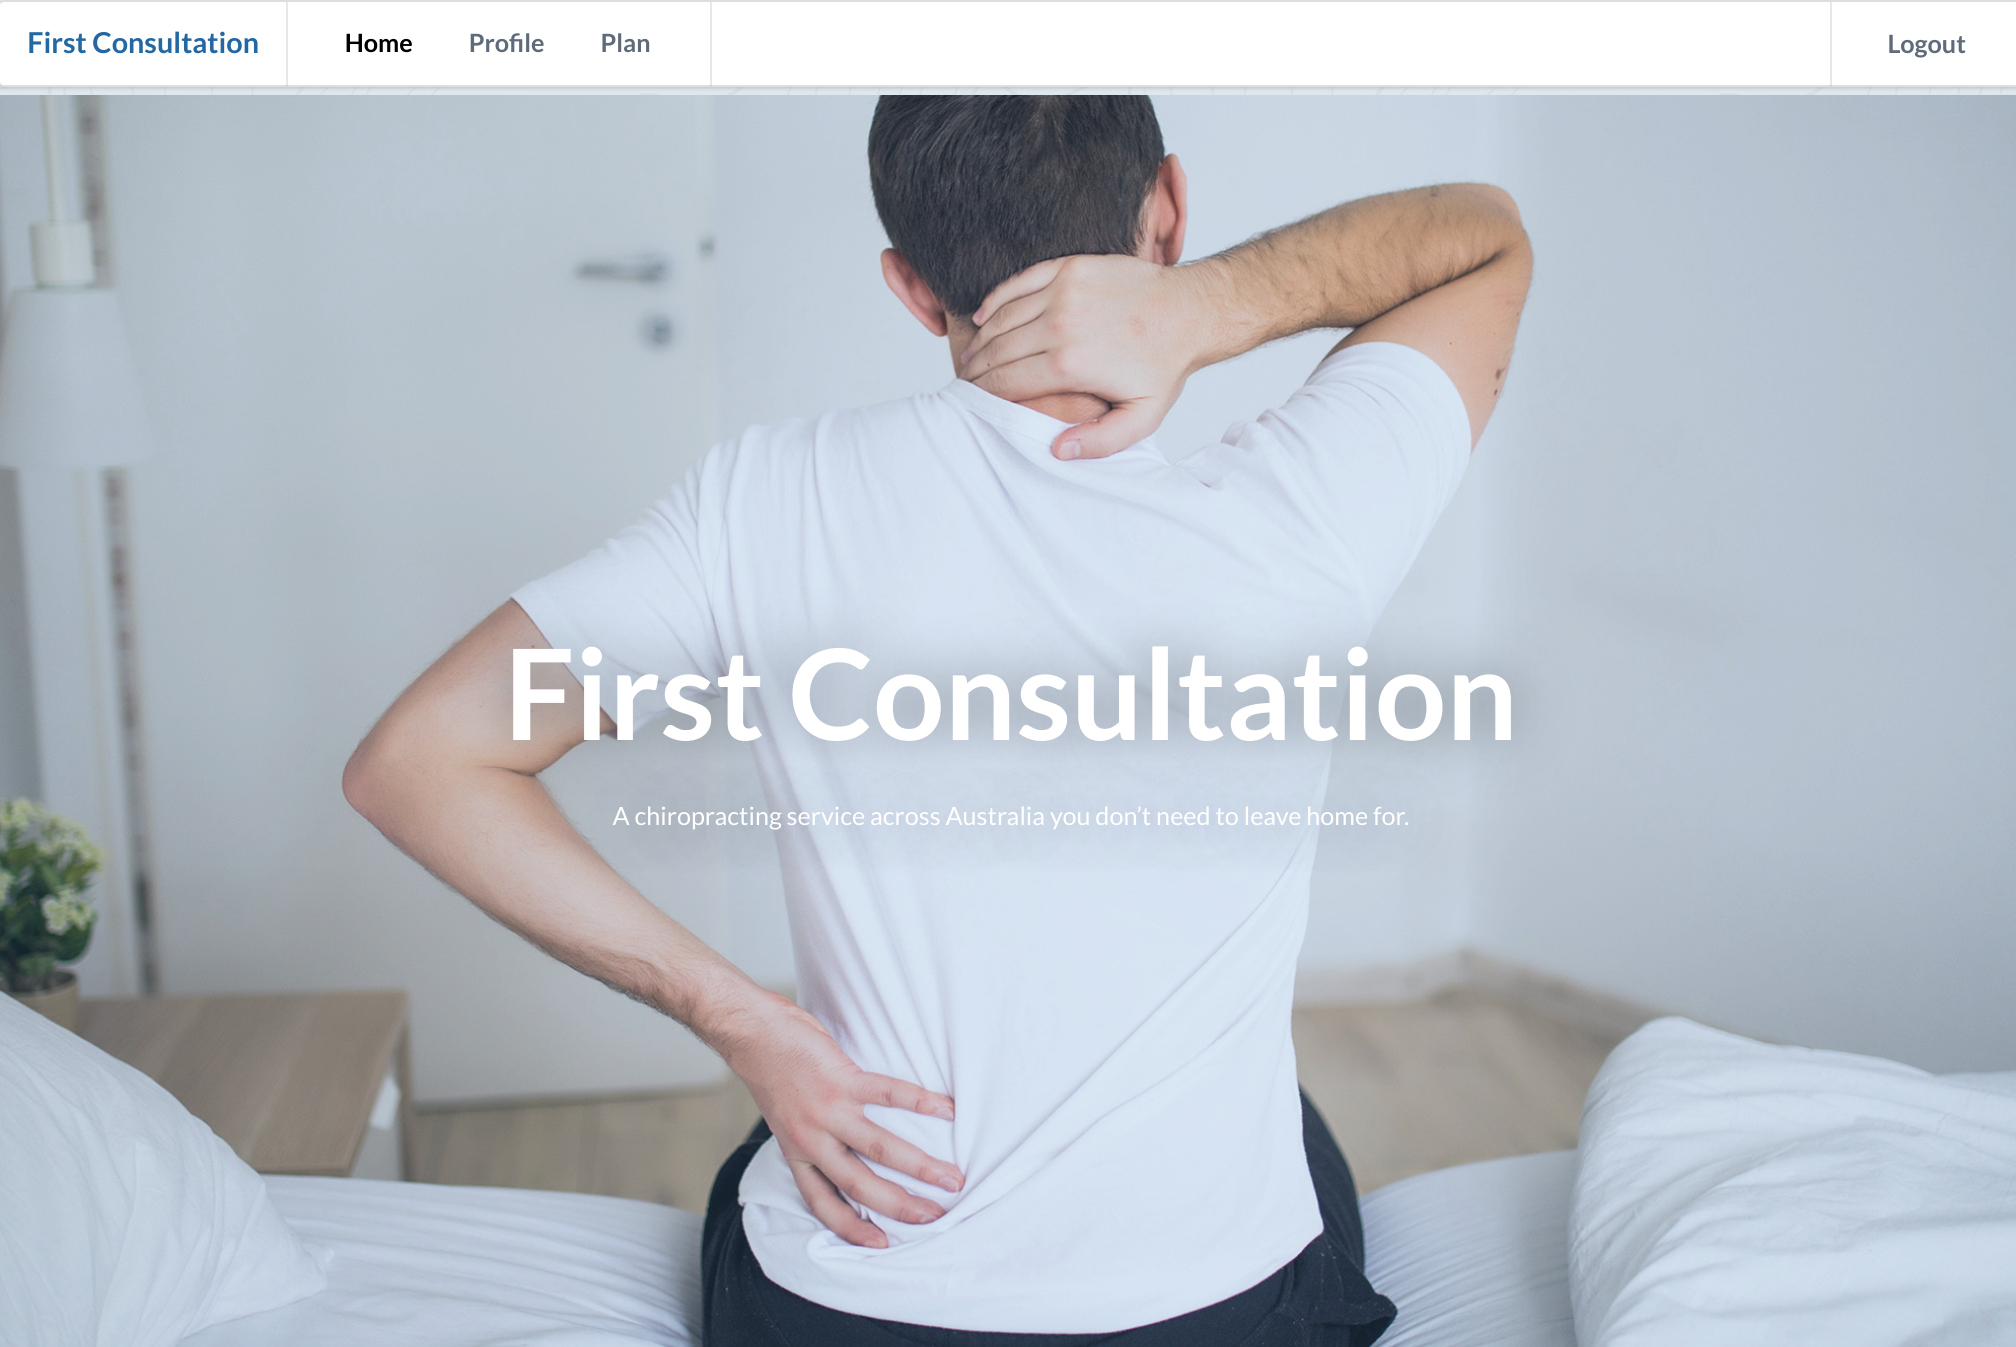 First Consultation
Home
Profile
Plan
Logout
First Consultation
A chiropracting service across Australia you don't need to leave home for.